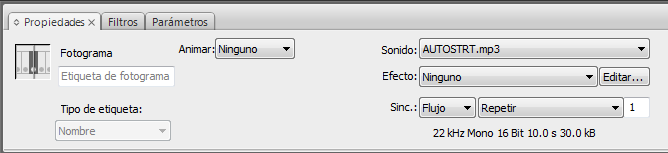 Propiedades Filtros Parámetros
Fotograma
Etiqueta de fotograma
Tipo de etiqueta:
Nombre
Animar: Ninguno
Sonido: AUTOSTRT.mp3
Efecto: Ninguno Editar...
Sinc.: Flujo Repetir 1
22 kHz Mono 16 Bit 10.0 s 30.0 kB